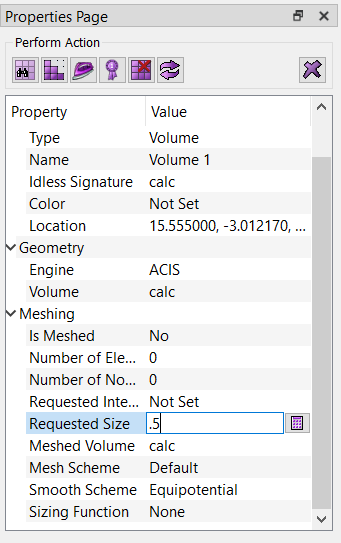 Properties Page
Perform Action
Property Value
Type Volume
Name Volume 1
Idless Signature calc
Color Not Set
Location 15.555000, -3.012170, ...
Geometry
Engine ACIS
Volume calc
Meshing
Is Meshed No
Number of Ele... 0
Number of No... 0
Requested Inte... Not Set
Requested Size .5
Meshed Volume calc
Mesh Scheme Default
Smooth Scheme Equipotential
Sizing Function None